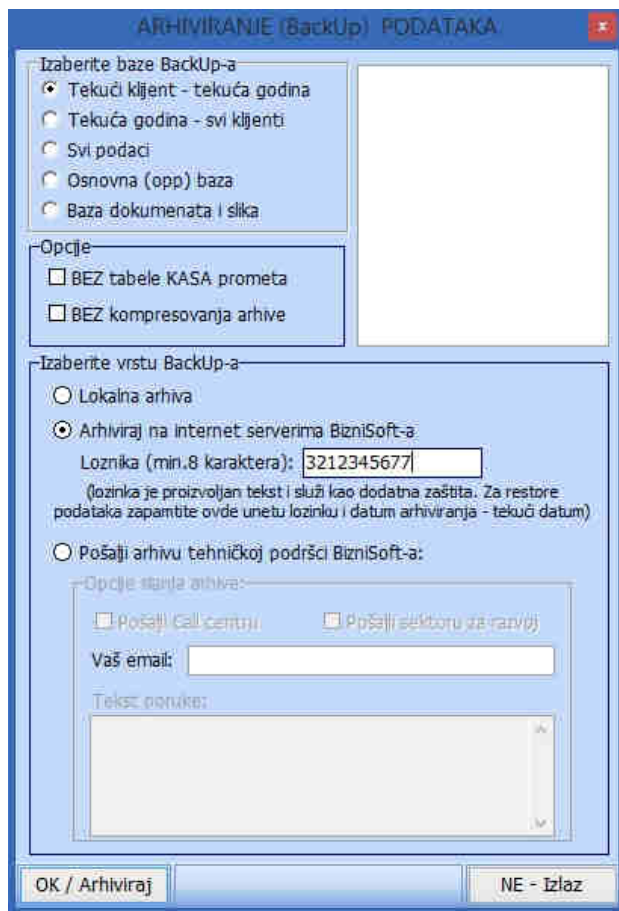 ARHIVIRANJE (BackUp) PODATAKA
x
Izaberite baze BackUp-a
Tekući klijent - tekuća godina
Tekuća godina - svi klijenti
Svi podaci
Osnovna (opp) baza
Baza dokumenata i slika
Opcije
BEZ tabele KASA prometa
BEZ kompresovanja arhive
Izaberite vrstu BackUp-a
Lokalna arhiva
Arhiviraj na internet serverima BizniSoft-a
Loznika (min.8 karaktera): 3212345677
(lozinka je proizvoljan tekst i služi kao dodatna zaštita. Za restore
podataka zapamtite ovde unetu lozinku i datum arhiviranja - tekući datum)
Pošalji arhivu tehničkoj podršci BizniSoft-a:
Opcije slanja arhive:
Pošalji Call centru Pošalji sektoru za razvoj
Vaš email:
Tekst poruke:
OK / Arhiviraj NE - Izlaz